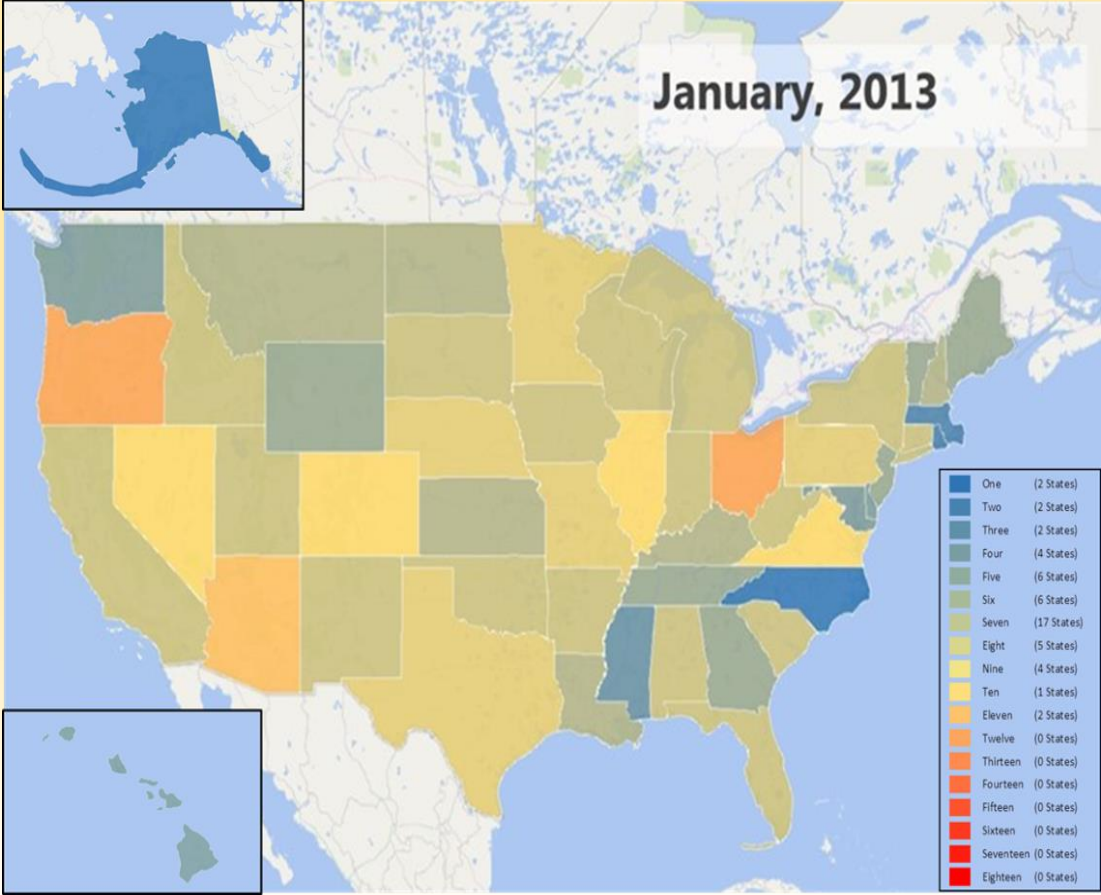 January, 2013
One (2 States)
Two (2 States)
Three (2 States)
Four (4 States)
Five (6 States)
Six (6 States)
Seven (17 States)
Eight (5 States)
Nine (4 States)
Ten (1 States)
Eleven (2 States)
Twelve (0 States)
Thirteen (0 States)
Fourteen (0 States)
Fifteen (0 States)
Sixteen (0 States)
Seventeen (0 States)
Eighteen (0 States)